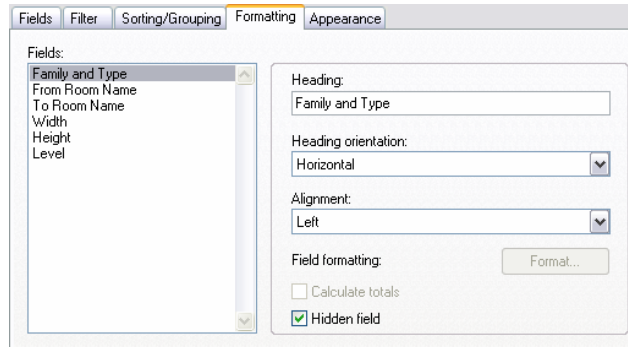 Fields Filter Sorting/Grouping Formatting Appearance
Fields:
Family and Type
From Room Name
To Room Name
Width
Height
Level
Heading:
Family and Type
Heading orientation:
Horizontal
Alignment:
Left
Field formatting: Format...
Calculate totals
Hidden field